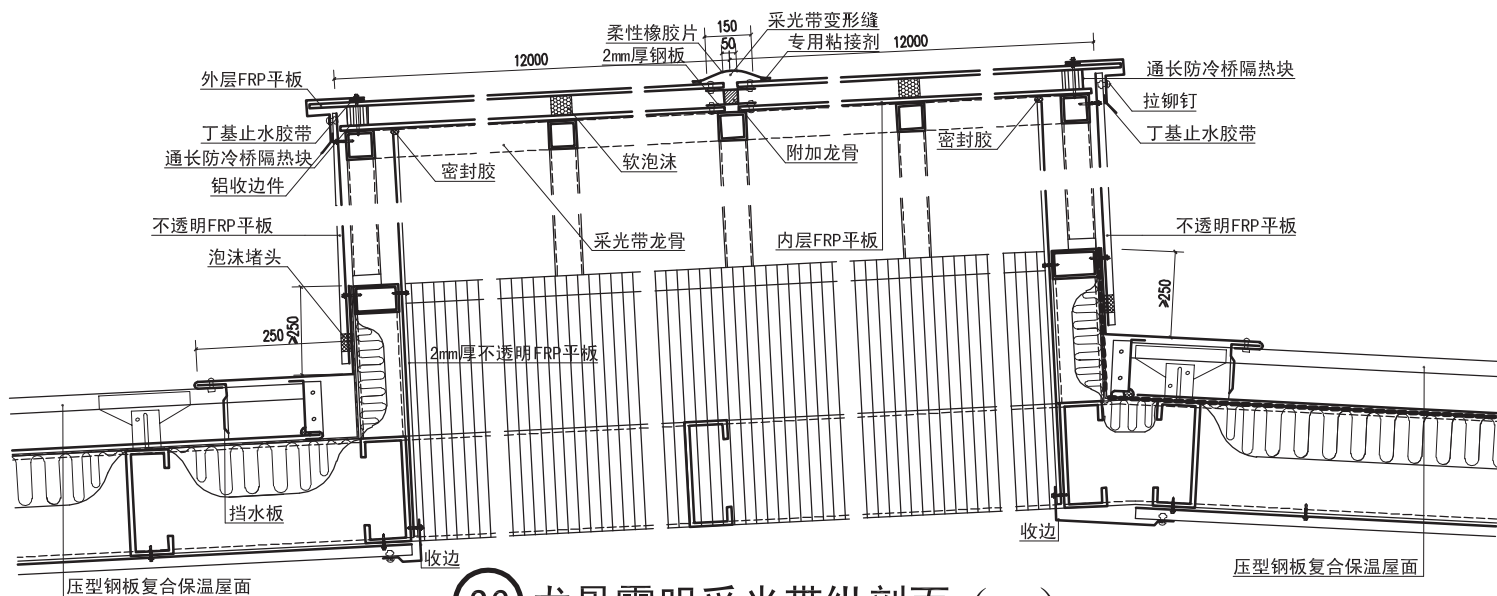 150
采光带变形缝
柔性橡胶片
50
专用粘接剂
12000
2mm厚钢板
12000
外层FRP平板
通长防冷桥隔热块
拉铆钉
丁基止水胶带
丁基止水胶带
通长防冷桥隔热块
密封胶
软泡沫
附加龙骨
密封胶
铝收边件
不透明FRP平板
采光带龙骨
内层FRP平板
不透明FRP平板
泡沫堵头
≥250
250
≥250
2mm厚不透明FRP平板
挡水板
收边
收边
压型钢板复合保温屋面
压型钢板复合保温屋面